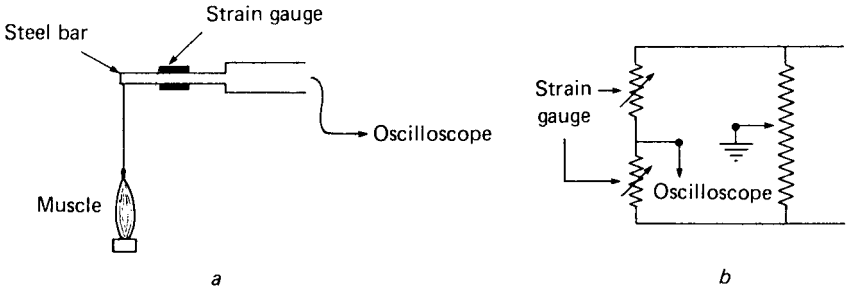 Strain gauge
Steel bar
Oscilloscope
Muscle
a
Strain
gauge
Oscilloscope
b